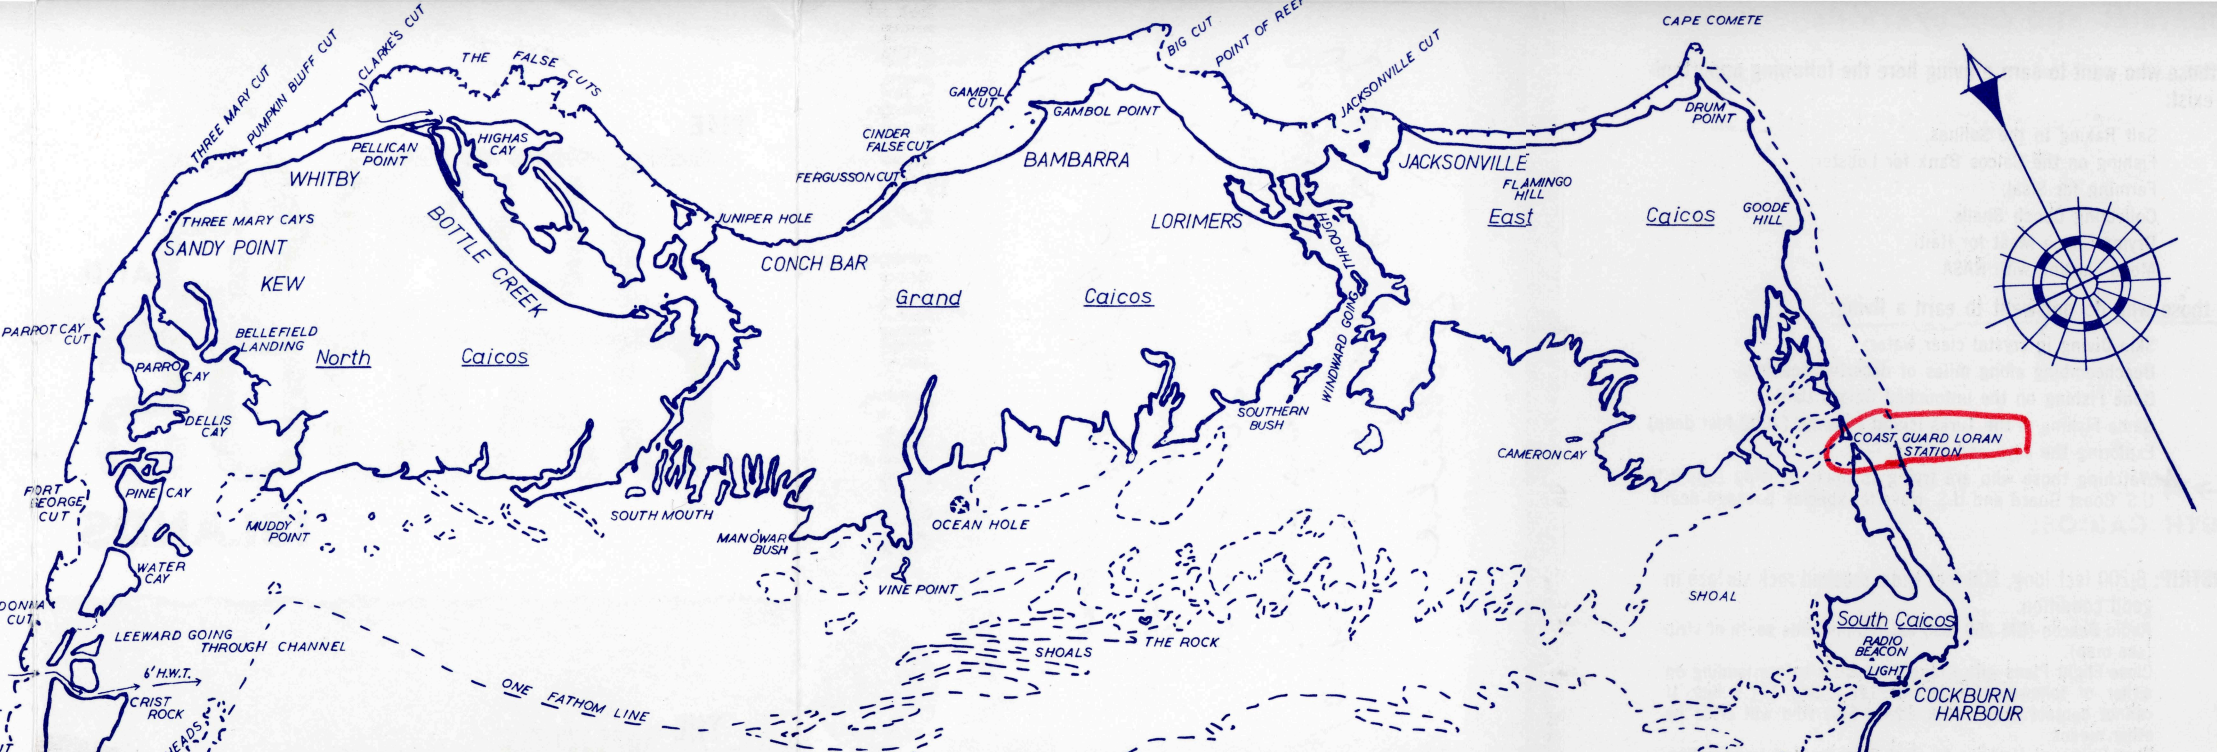 CAPE COMETE
THREE MARY CUT
PUMPKIN BLUFF CUT
CLARKE'S CUT
THE FALSE CUTS
BIG CUT
POINT OF REEF
JACKSONVILLE CUT
GAMBOL
CUT
GAMBOL POINT
DRUM
POINT
CINDER
FALSE CUT
HIGHAS
CAY
PELLICAN
POINT
WHITBY
BAMBARRA
JACKSONVILLE
FERGUSSON CUT
FLAMINGO
HILL
THREE MARY CAYS
SANDY POINT
JUNIPER HOLE
LORIMERS
East Caicos
GOODE
HILL
BOTTLE CREEK
KEW
CONCH BAR
Grand Caicos
WINDWARD GOING THROUGH
PARROT CAY
CUT
BELLEFIELD
LANDING
North Caicos
PARRO CAY
DELLIS
CAY
SOUTHERN
BUSH
CAMERON CAY
COAST GUARD LORAN
STATION
FORT
GEORGE
CUT
PINE CAY
MUDDY
POINT
SOUTH MOUTH
MAN'O'WAR
BUSH
OCEAN HOLE
WATER
CAY
VINE POINT
SHOAL
DONNA
CUT
LEEWARD GOING
THROUGH CHANNEL
SHOALS
THE ROCK
South Caicos
RADIO
BEACON
LIGHT
6' H.W.T.
CRIST
ROCK
ONE FATHOM LINE
COCKBURN
HARBOUR
HEADS